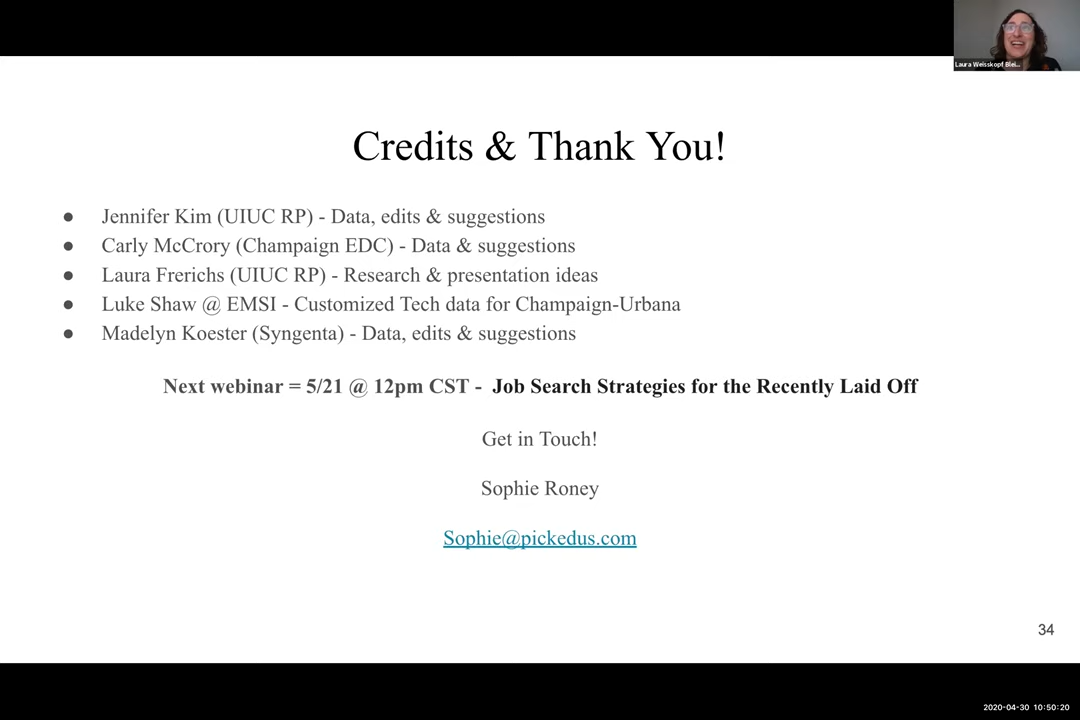 Laura Weisskopf Blei...
Credits & Thank You!
● Jennifer Kim (UIUC RP) - Data, edits & suggestions
● Carly McCrory (Champaign EDC) - Data & suggestions
● Laura Frerichs (UIUC RP) - Research & presentation ideas
● Luke Shaw @ EMSI - Customized Tech data for Champaign-Urbana
● Madelyn Koester (Syngenta) - Data, edits & suggestions
Next webinar = 5/21 @ 12pm CST - Job Search Strategies for the Recently Laid Off
Get in Touch!
Sophie Roney
Sophie@pickedus.com
34
2020-04-30 10:50:20